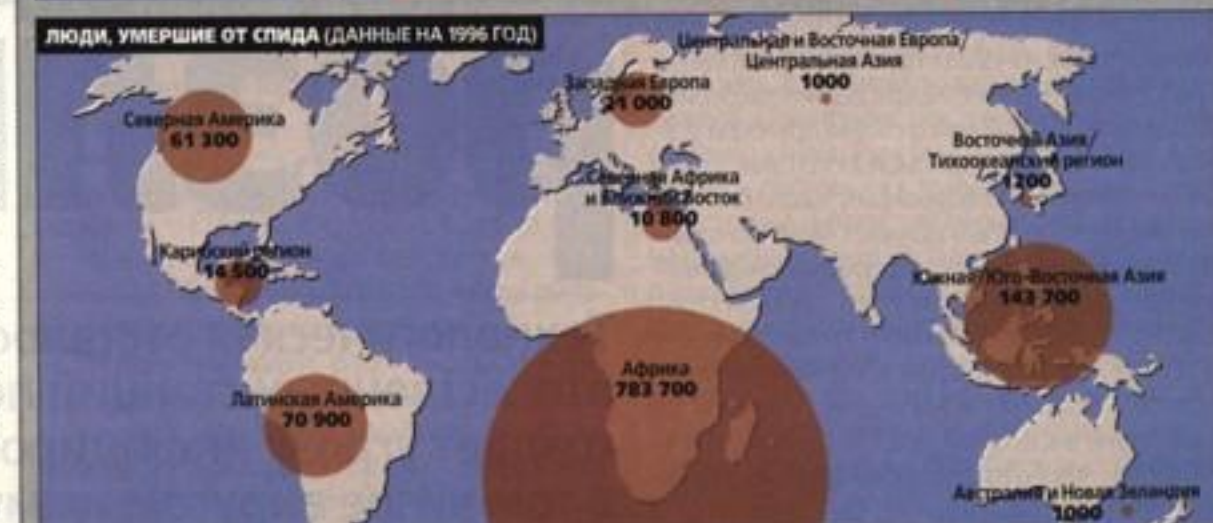 ЛЮДИ, УМЕРШИЕ ОТ СПИДА (ДАННЫЕ НА 1996 ГОД)
Центральная и Восточная Европа/
Центральная Азия
1000
Западная Европа
21 000
Северная Америка
61 300
Восточная Азия/
Тихоокеанский регион
1200
Северная Африка
и Ближний Восток
10 800
Карибский регион
14 500
Южная/Юго-Восточная Азия
143 700
Африка
783 700
Латинская Америка
70 900
Австралия и Новая Зеландия
1000